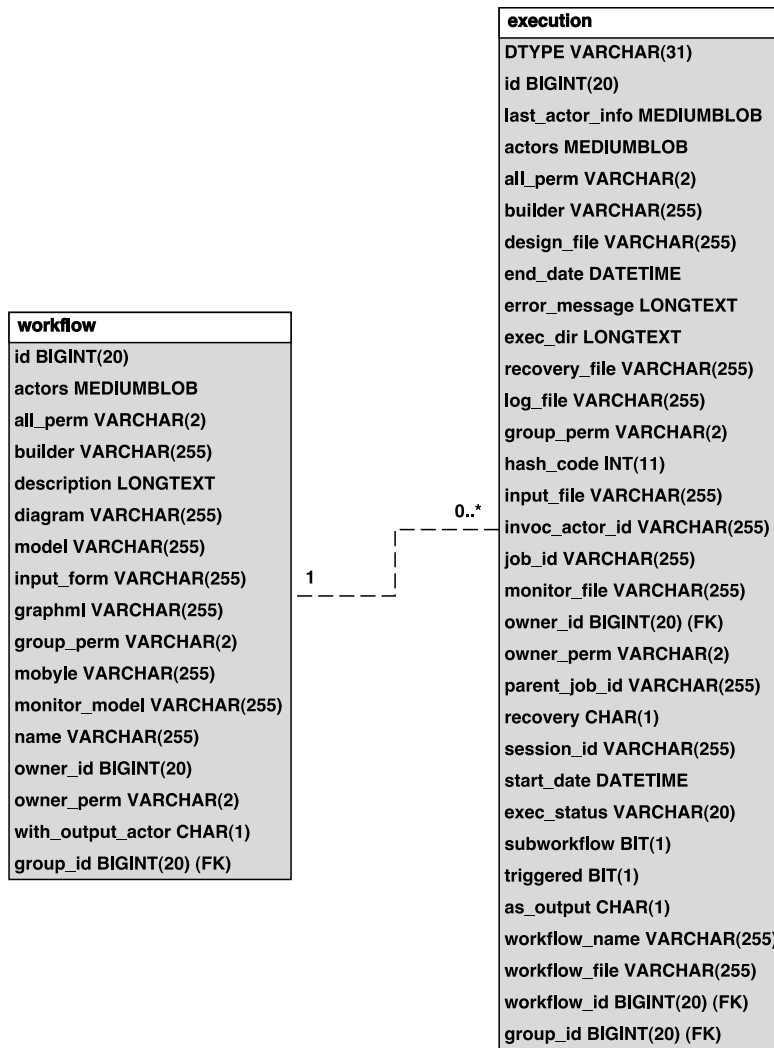 workflow
id BIGINT(20)
actors MEDIUMBLOB
all_perm VARCHAR(2)
builder VARCHAR(255)
description LONGTEXT
diagram VARCHAR(255)
model VARCHAR(255)
input_form VARCHAR(255)
graphml VARCHAR(255)
group_perm VARCHAR(2)
mobyle VARCHAR(255)
monitor_model VARCHAR(255)
name VARCHAR(255)
owner_id BIGINT(20)
owner_perm VARCHAR(2)
with_output_actor CHAR(1)
group_id BIGINT(20) (FK)
1
0..*
execution
DTYPE VARCHAR(31)
id BIGINT(20)
last_actor_info MEDIUMBLOB
actors MEDIUMBLOB
all_perm VARCHAR(2)
builder VARCHAR(255)
design_file VARCHAR(255)
end_date DATETIME
error_message LONGTEXT
exec_dir LONGTEXT
recovery_file VARCHAR(255)
log_file VARCHAR(255)
group_perm VARCHAR(2)
hash_code INT(11)
input_file VARCHAR(255)
invoc_actor_id VARCHAR(255)
job_id VARCHAR(255)
monitor_file VARCHAR(255)
owner_id BIGINT(20) (FK)
owner_perm VARCHAR(2)
parent_job_id VARCHAR(255)
recovery CHAR(1)
session_id VARCHAR(255)
start_date DATETIME
exec_status VARCHAR(20)
subworkflow BIT(1)
triggered BIT(1)
as_output CHAR(1)
workflow_name VARCHAR(255)
workflow_file VARCHAR(255)
workflow_id BIGINT(20) (FK)
group_id BIGINT(20) (FK)